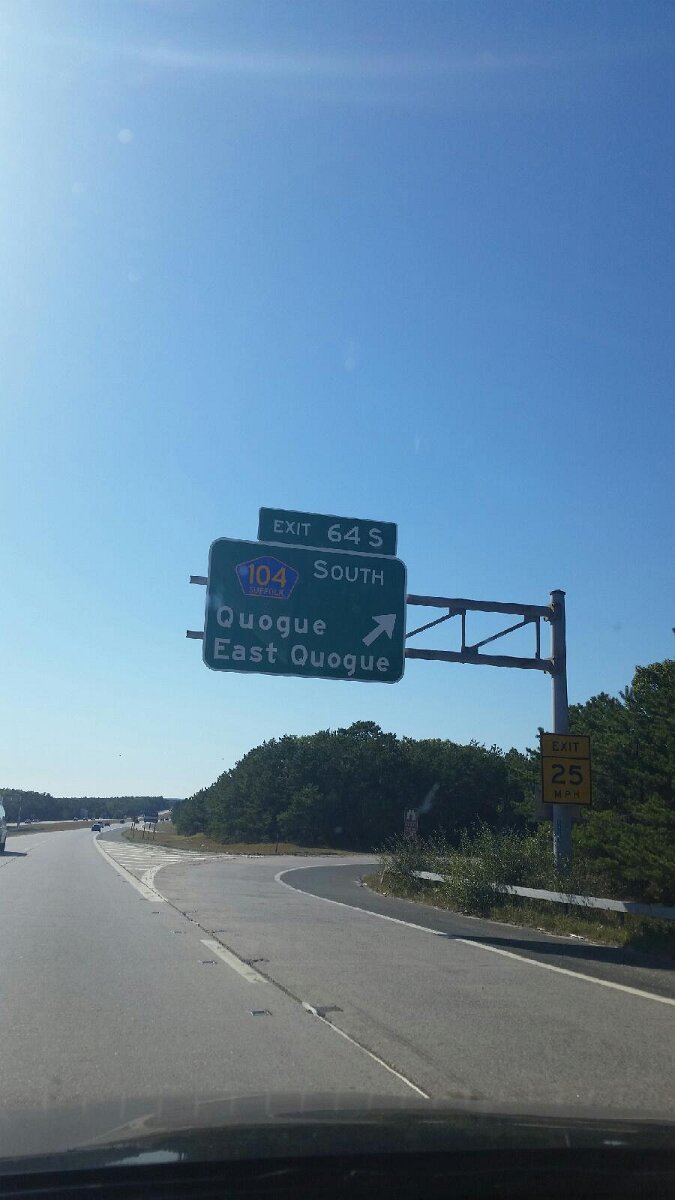 EXIT 64 S
104 SOUTH
SUFFOLK
Quogue
East Quogue
EXIT
25
MPH